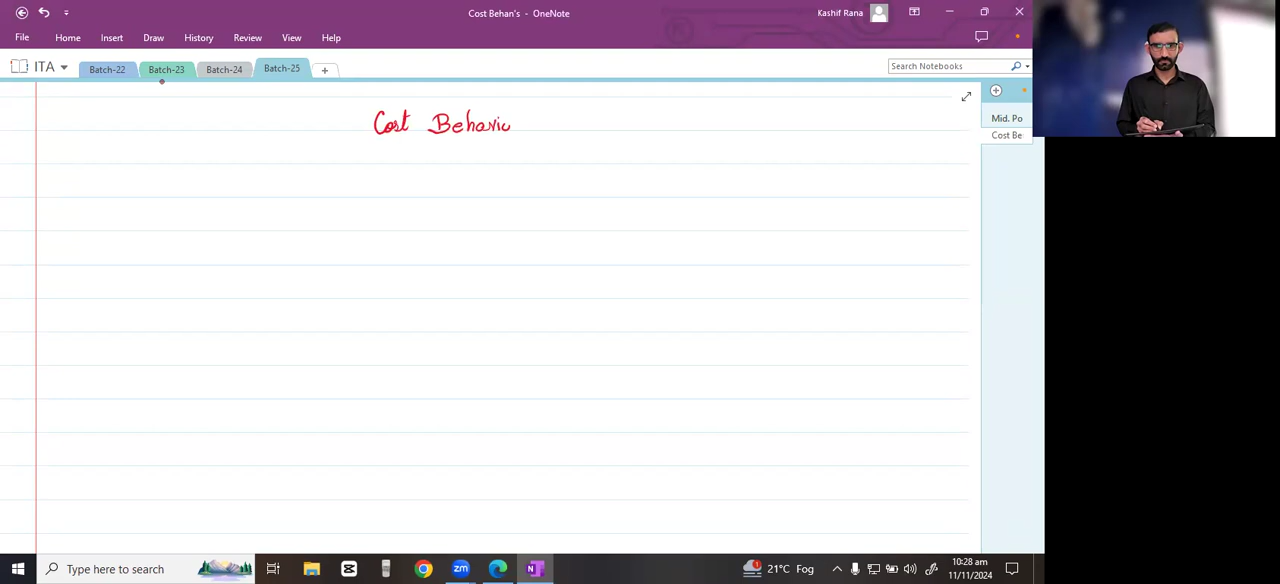 Cost Behan's - OneNote
Kashif Rana
File Home Insert Draw History Review View Help
ITA
Batch-22 Batch-23 Batch-24 Batch-25
Search Notebooks
Mid. Po
Cost Be
Cost Behavio
Type here to search
21°C Fog
10:28 am
11/11/2024